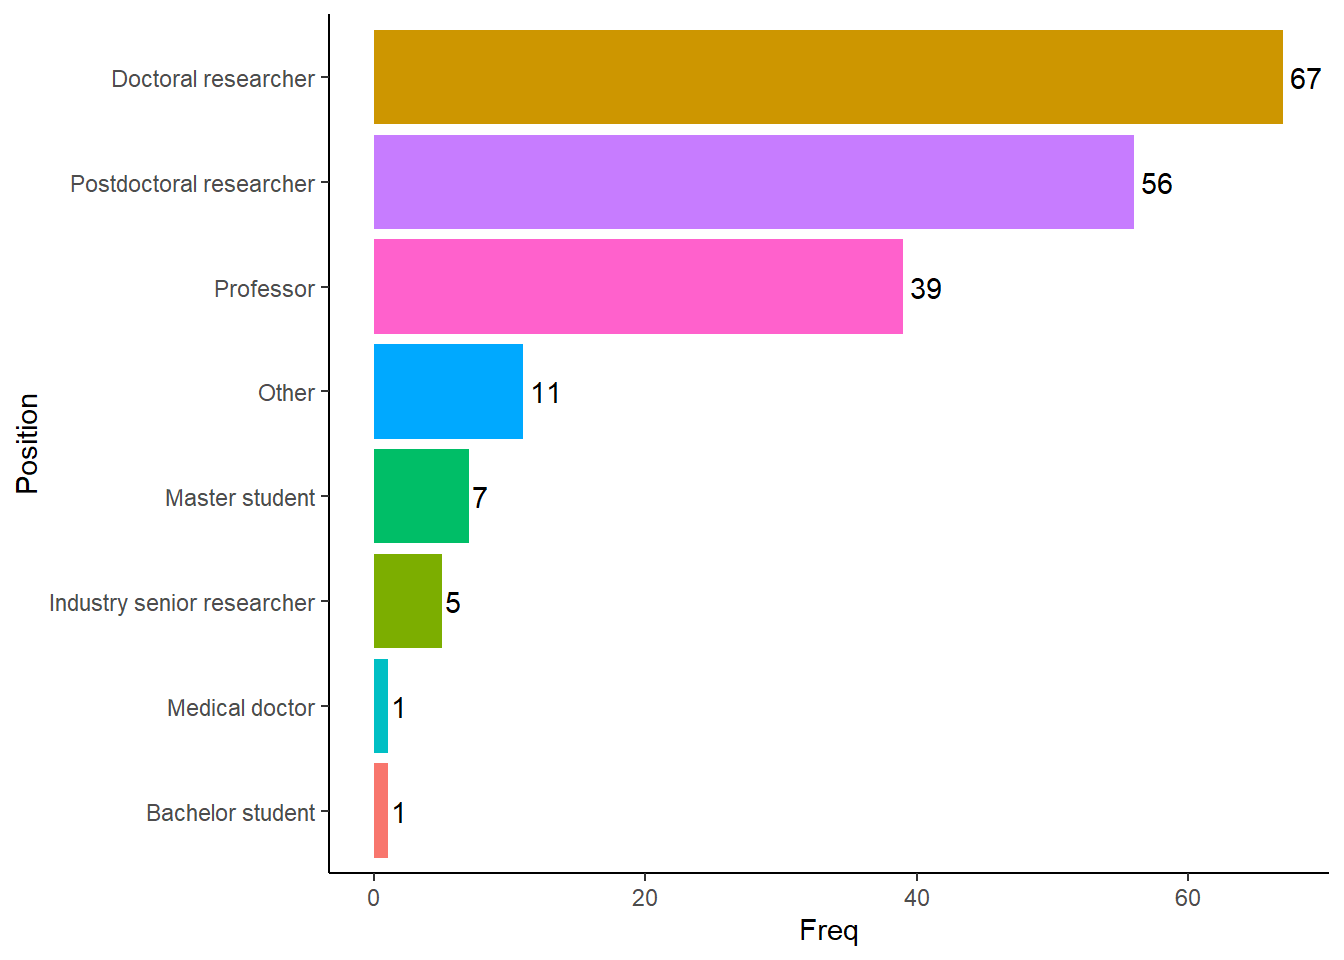 Doctoral researcher 67
Postdoctoral researcher 56
Professor 39
Other 11
Master student 7
Industry senior researcher 5
Medical doctor 1
Bachelor student 1
0 20 40 60
Freq
Position